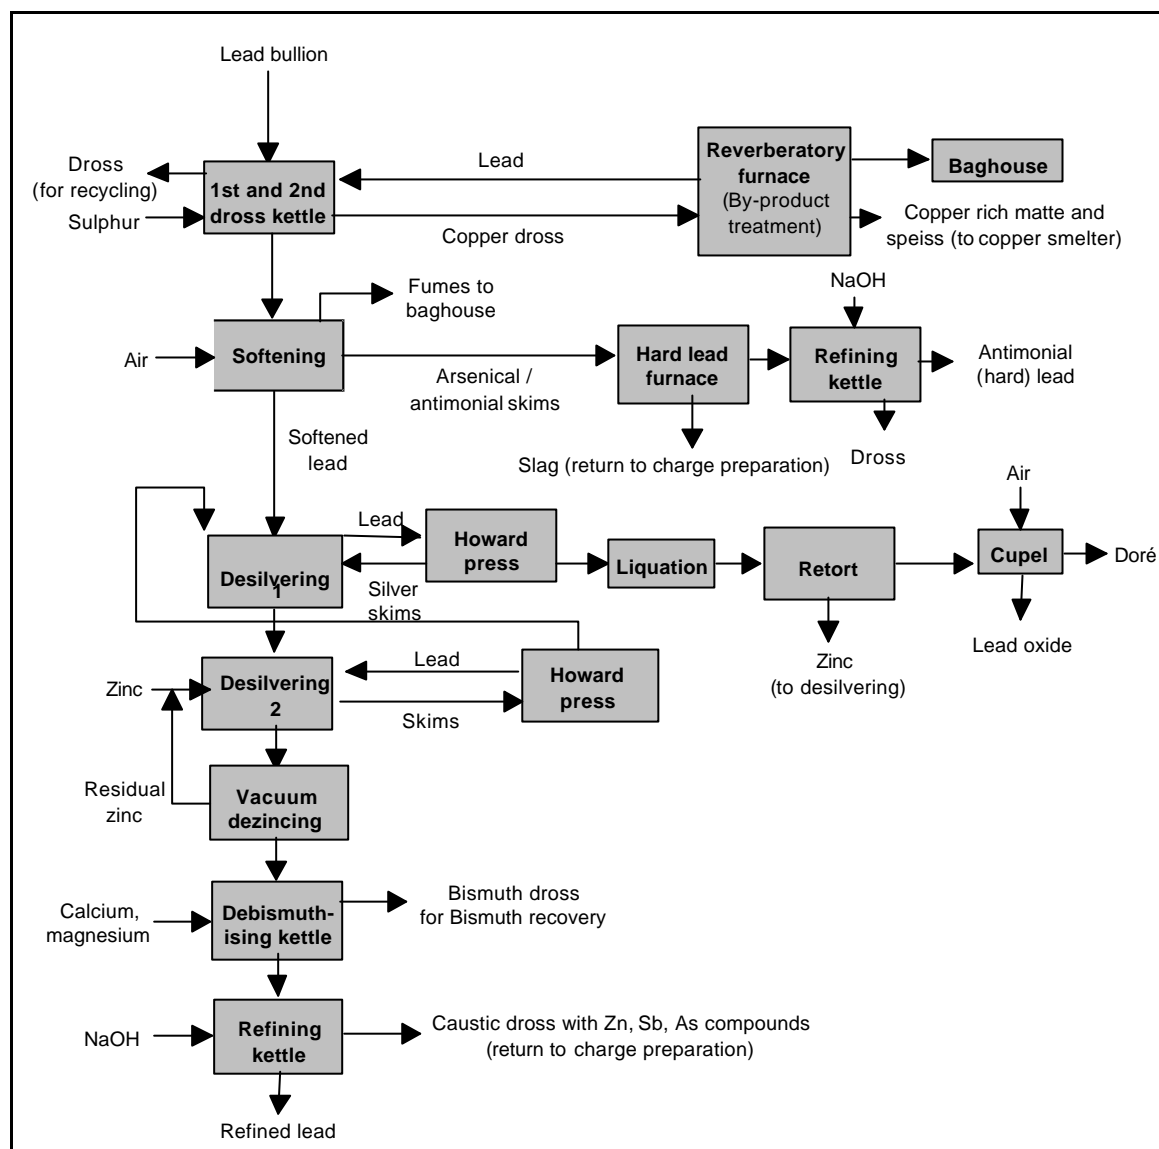 Lead bullion
Dross
(for recycling)
Sulphur
1st and 2nd
dross kettle
Lead
Copper dross
Reverberatory
furnace
(By-product
treatment)
Baghouse
Copper rich matte and
speiss (to copper smelter)
Fumes to
baghouse
Air
Softening
Arsenical /
antimonial skims
Hard lead
furnace
NaOH
Refining
kettle
Antimonial
(hard) lead
Slag (return to charge preparation)
Dross
Softened
lead
Desilvering
1
Lead
Silver
skims
Howard
press
Liquation
Retort
Air
Cupel
Doré
Lead oxide
Zinc
(to desilvering)
Zinc
Desilvering
2
Lead
Skims
Howard
press
Residual
zinc
Vacuum
dezincing
Calcium,
magnesium
Debismuth-
ising kettle
Bismuth dross
for Bismuth recovery
NaOH
Refining
kettle
Caustic dross with Zn, Sb, As compounds
(return to charge preparation)
Refined lead